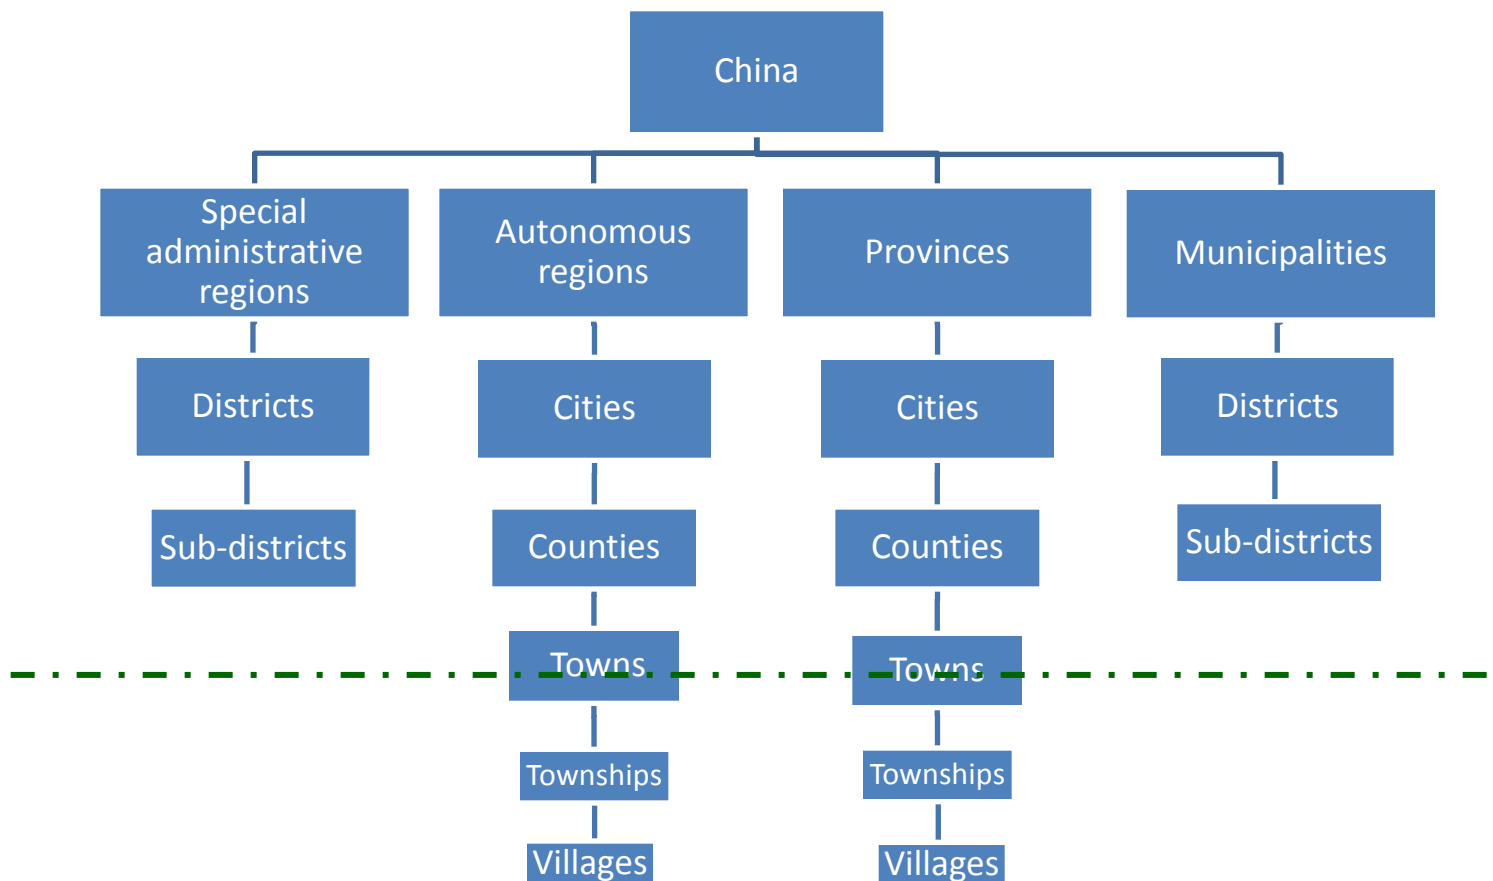 China
Special
administrative
regions
Autonomous
regions
Provinces
Municipalities
Districts
Cities
Cities
Districts
Sub-districts
Counties
Counties
Sub-districts
Towns
Towns
Townships
Townships
Villages
Villages